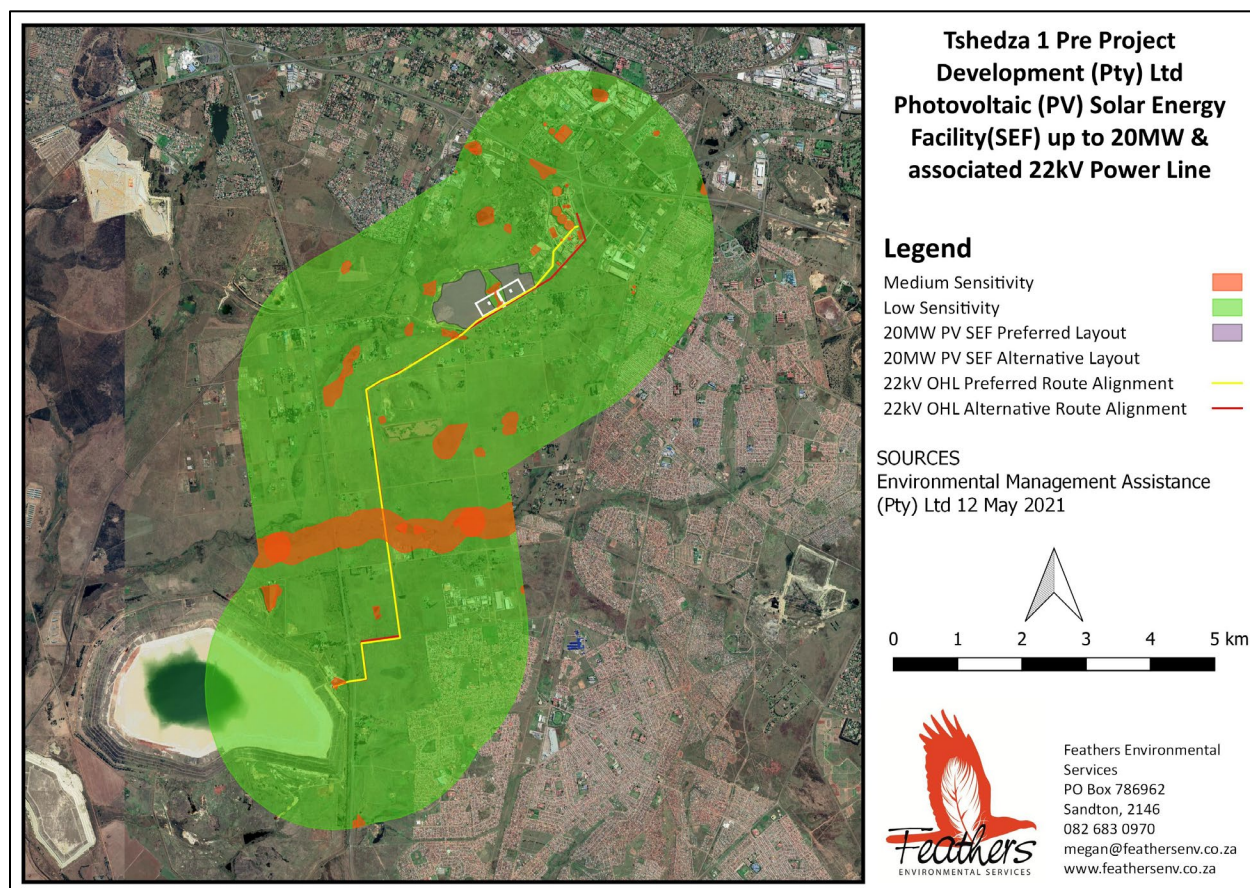 Tshedza 1 Pre Project
Development (Pty) Ltd
Photovoltaic (PV) Solar Energy
Facility(SEF) up to 20MW &
associated 22kV Power Line
Legend
Medium Sensitivity
Low Sensitivity
20MW PV SEF Preferred Layout
20MW PV SEF Alternative Layout
22kV OHL Preferred Route Alignment
22kV OHL Alternative Route Alignment
SOURCES
Environmental Management Assistance
(Pty) Ltd 12 May 2021
0 1 2 3 4 5 km
Feathers
ENVIRONMENTAL SERVICES
Feathers Environmental
Services
PO Box 786962
Sandton, 2146
082 683 0970
megan@feathersenv.co.za
www.feathersenv.co.za